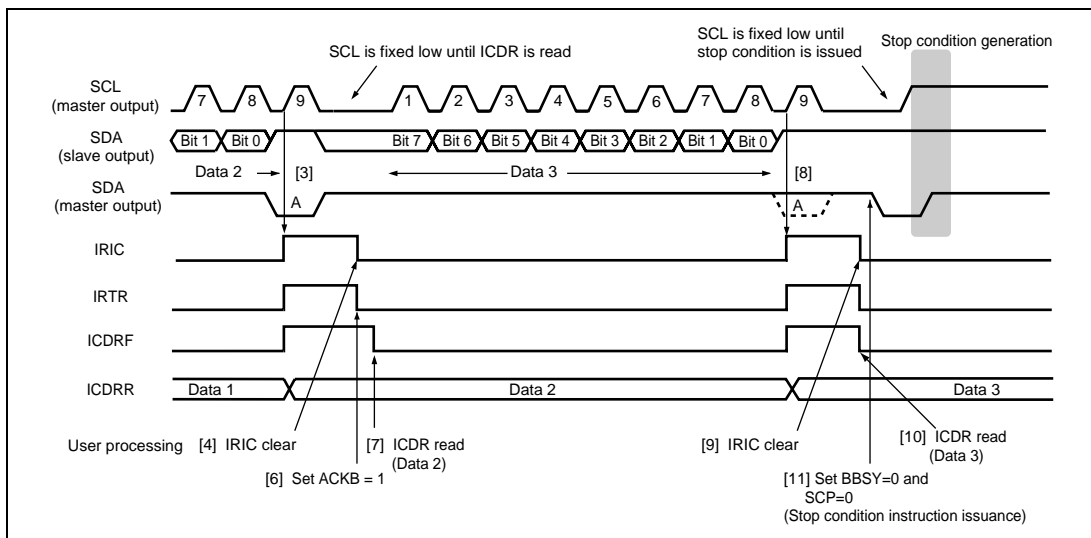 SCL is fixed low until ICDR is read
SCL is fixed low until
stop condition is issued
Stop condition generation
SCL
(master output)
7 8 9 1 2 3 4 5 6 7 8 9
SDA
(slave output)
Bit 1 Bit 0 Bit 7 Bit 6 Bit 5 Bit 4 Bit 3 Bit 2 Bit 1 Bit 0
Data 2 [3] Data 3 [8]
SDA
(master output)
A A
IRIC
IRTR
ICDRF
ICDRR
Data 1 Data 2 Data 3
User processing
[4] IRIC clear
[6] Set ACKB = 1
[7] ICDR read
(Data 2)
[9] IRIC clear
[10] ICDR read
(Data 3)
[11] Set BBSY=0 and
SCP=0
(Stop condition instruction issuance)